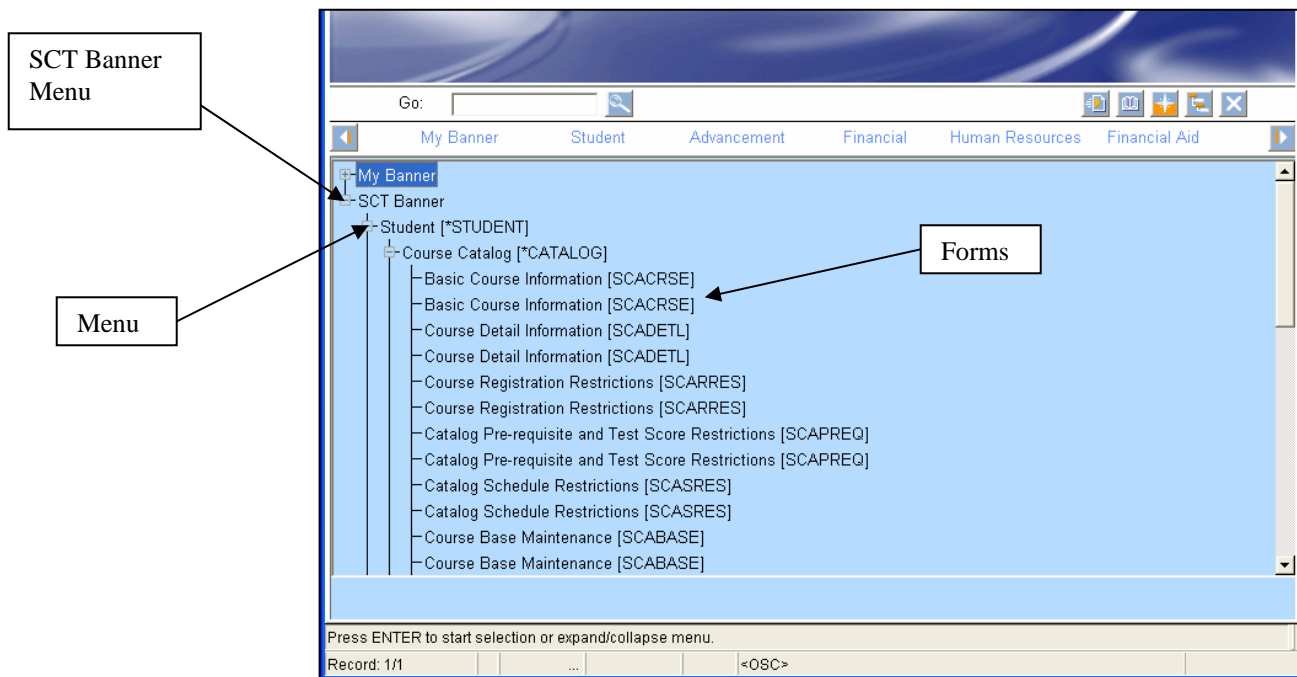 SCT Banner
Menu
Go:
My Banner Student Advancement Financial Human Resources Financial Aid
My Banner
SCT Banner
Student [*STUDENT]
Course Catalog [*CATALOG]
Forms
Basic Course Information [SCACRSE]
Basic Course Information [SCACRSE]
Menu
Course Detail Information [SCADETL]
Course Detail Information [SCADETL]
Course Registration Restrictions [SCARRES]
Course Registration Restrictions [SCARRES]
Catalog Pre-requisite and Test Score Restrictions [SCAPREQ]
Catalog Pre-requisite and Test Score Restrictions [SCAPREQ]
Catalog Schedule Restrictions [SCASRES]
Catalog Schedule Restrictions [SCASRES]
Course Base Maintenance [SCABASE]
Course Base Maintenance [SCABASE]
Press ENTER to start selection or expand/collapse menu.
Record: 1/1 ... <OSC>